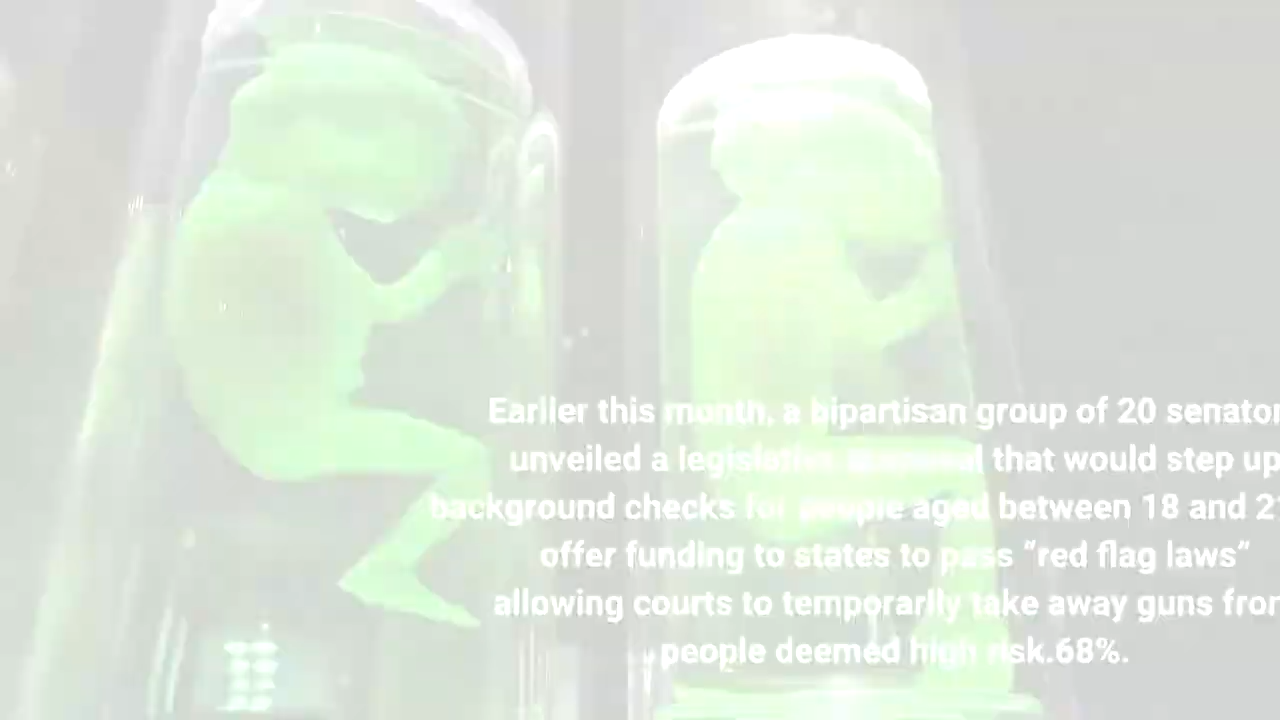 Earlier this month, a bipartisan group of 20 senator
unveiled a legislative proposal that would step up
background checks for people aged between 18 and 2
offer funding to states to pass “red flag laws”
allowing courts to temporarily take away guns from
people deemed high risk.68%.